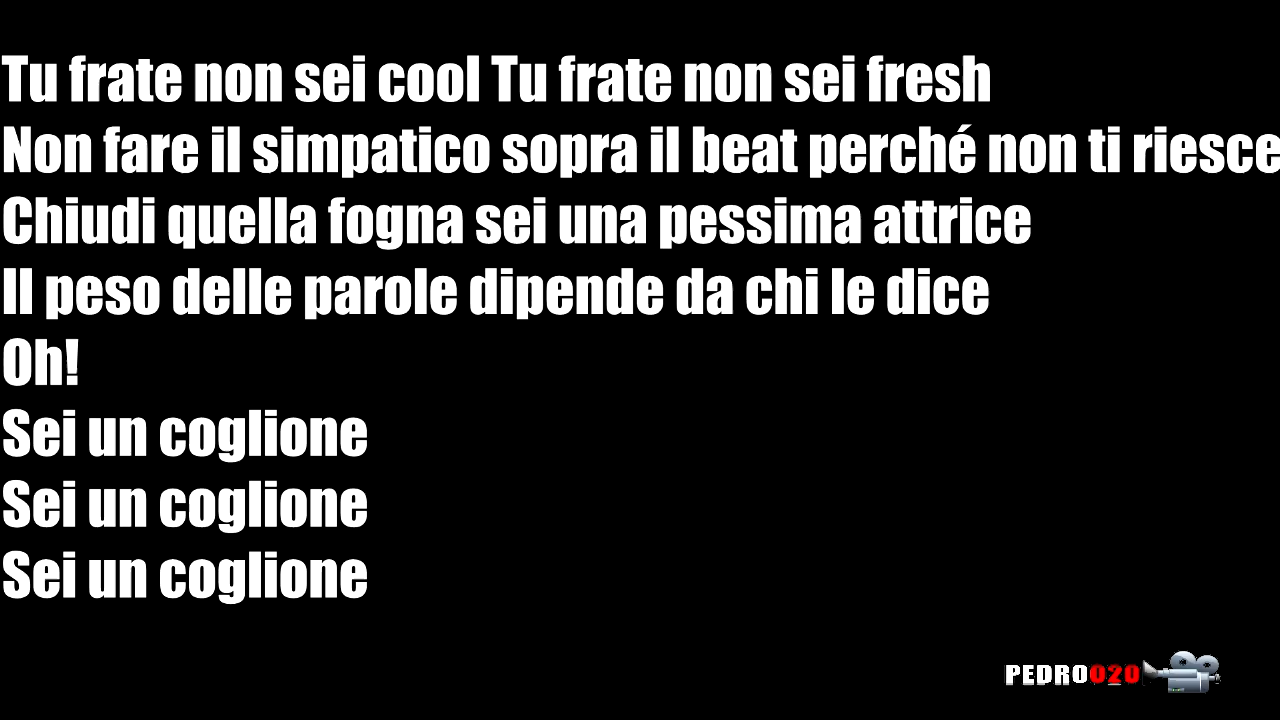 Tu frate non sei cool Tu frate non sei fresh
Non fare il simpatico sopra il beat perché non ti riesce
Chiudi quella fogna sei una pessima attrice
Il peso delle parole dipende da chi le dice
Oh!
Sei un coglione
Sei un coglione
Sei un coglione
PEDRO020